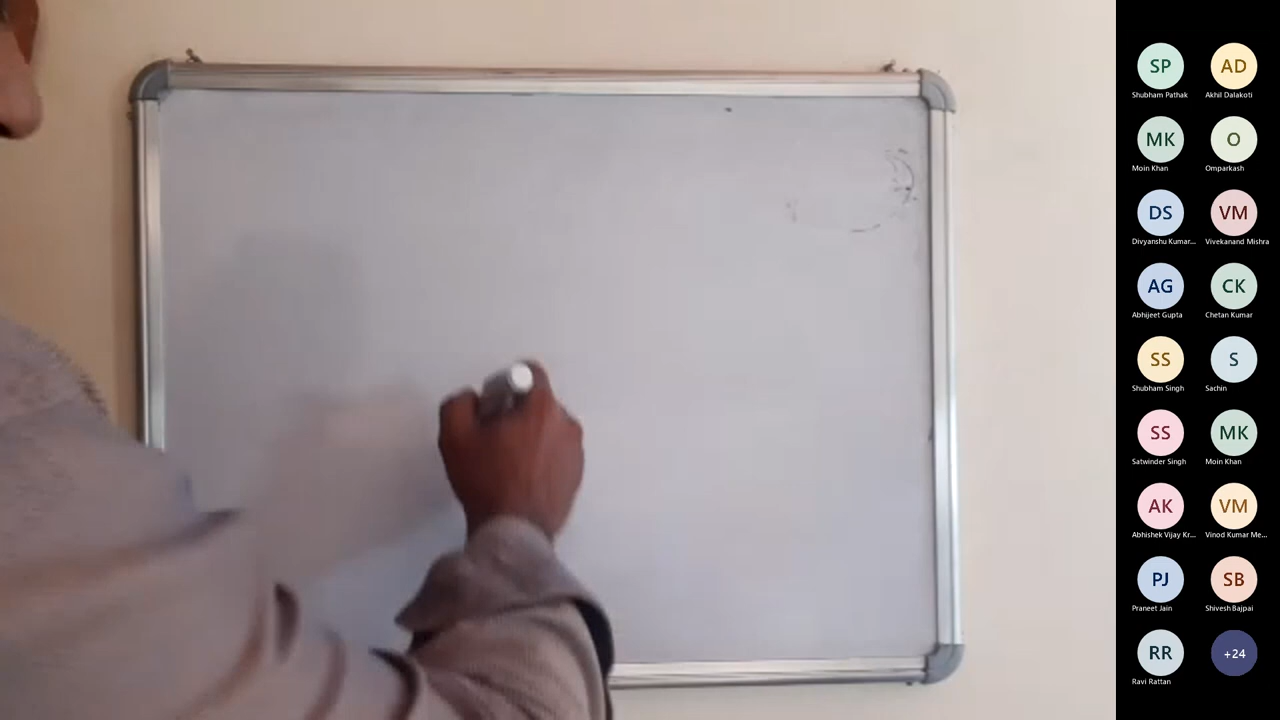 SP
AD
Shubham Pathak
Akhil Dalakoti
MK
O
Moin Khan
Omparkash
DS
VM
Divyanshu Kumar...
Vivekanand Mishra
AG
CK
Abhijeet Gupta
Chetan Kumar
SS
S
Shubham Singh
Sachin
SS
MK
Satwinder Singh
Moin Khan
AK
VM
Abhishek Vijay Kr...
Vinod Kumar Me...
PJ
SB
Praneet Jain
Shivesh Bajpai
RR
+24
Ravi Rattan